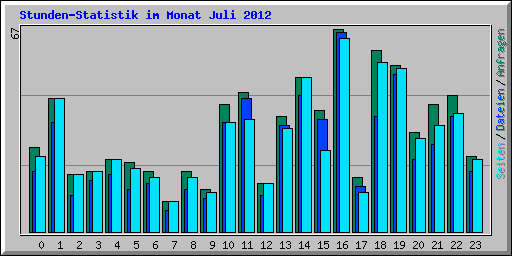 Stunden-Statistik im Monat Juli 2012
67
Seiten / Dateien / Anfragen
0 1 2 3 4 5 6 7 8 9 10 11 12 13 14 15 16 17 18 19 20 21 22 23